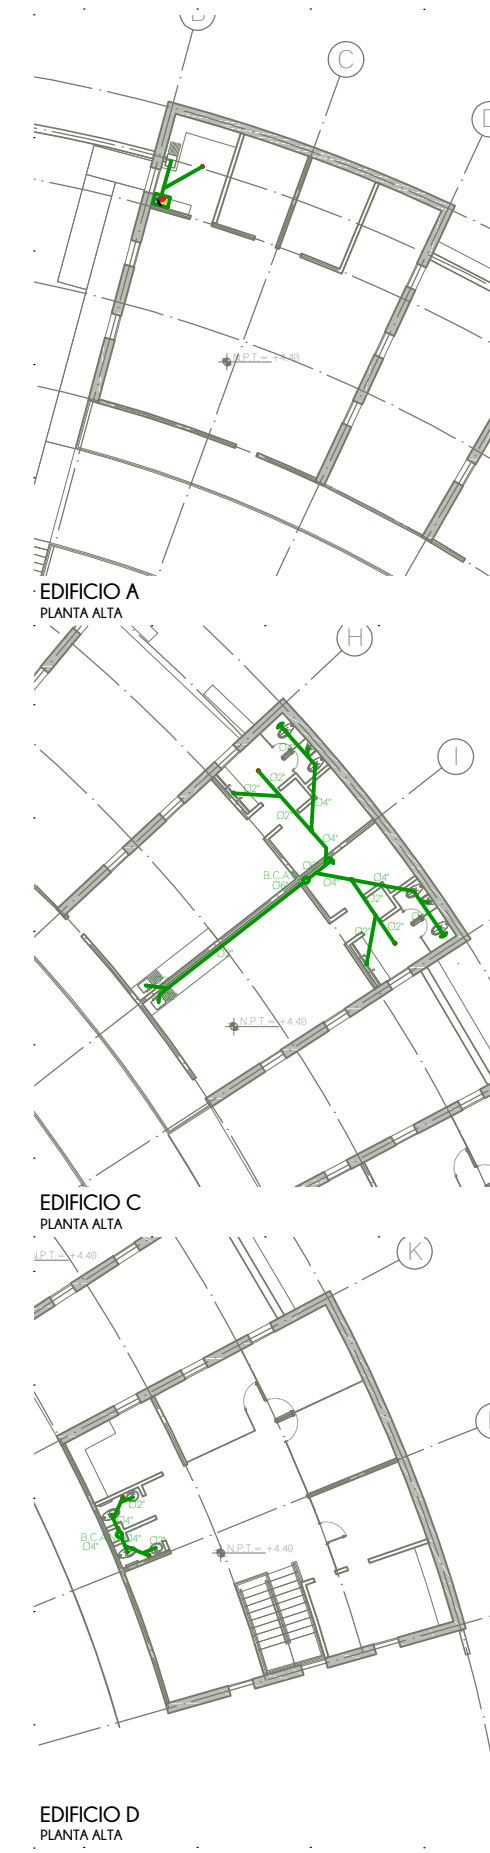 B
C
D
N.P.T.= +4.40
EDIFICIO A
PLANTA ALTA
H
I
Ø4"
Ø2"
Ø2"
Ø2"
Ø4"
Ø4"
B.C.A.
Ø4"
Ø4"
Ø2"
Ø2"
Ø2"
N.P.T.= +4.40
EDIFICIO C
PLANTA ALTA
N.P.T.= +4.40
K
Ø2"
Ø4"
B.C.A.
Ø4"
Ø4"
Ø2"
N.P.T.= +4.40
EDIFICIO D
PLANTA ALTA